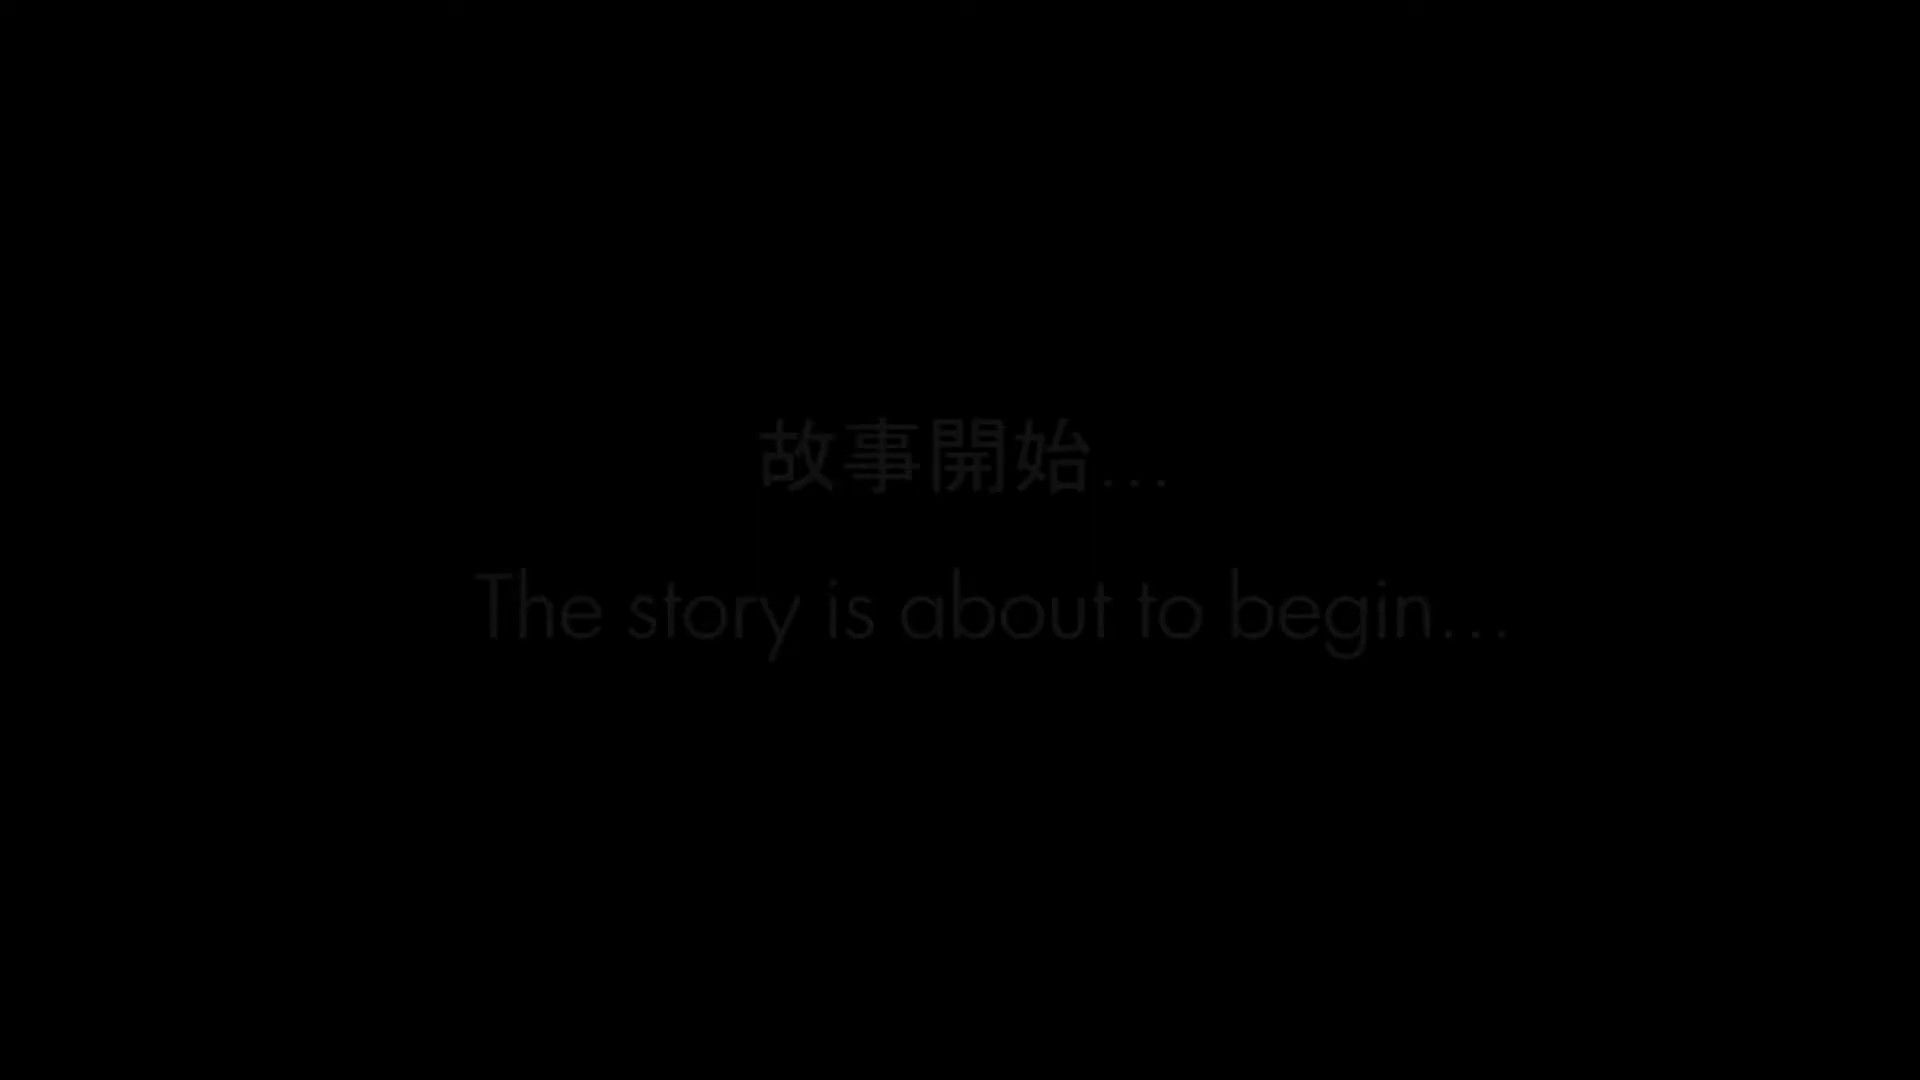 故事開始...
The story is about to begin...